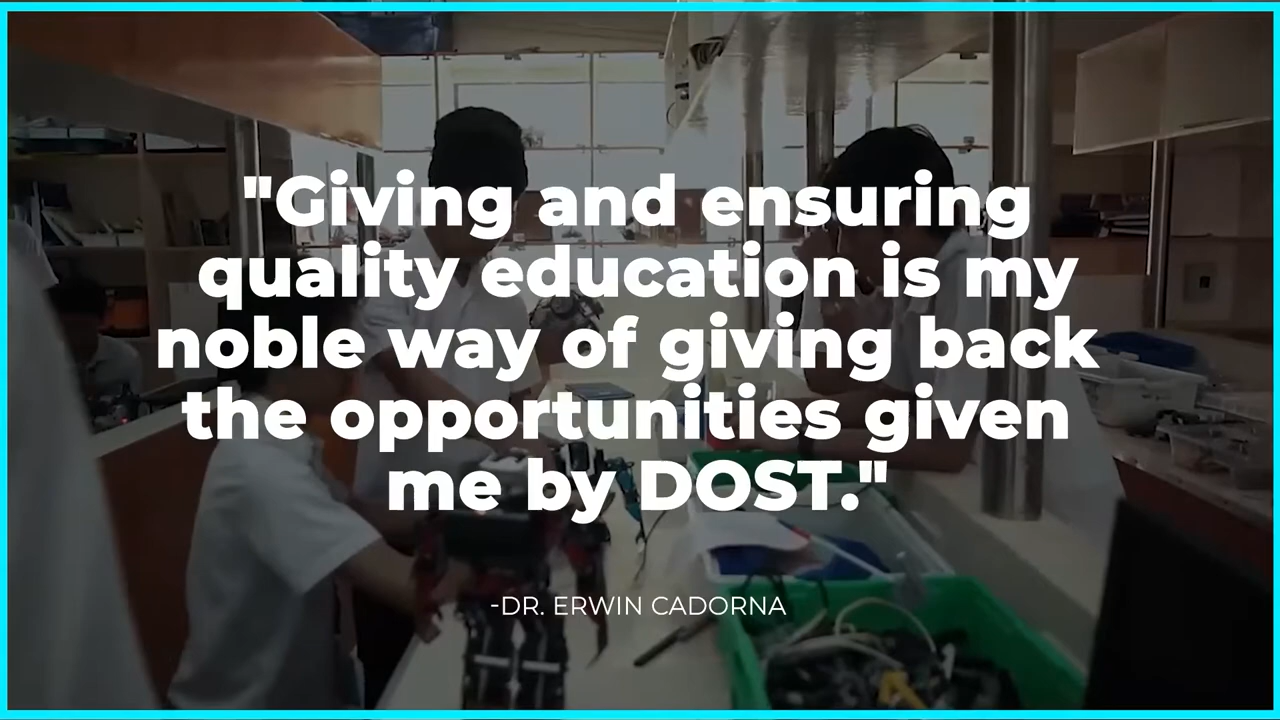 "Giving and ensuring
quality education is my
noble way of giving back
the opportunities given
me by DOST."
-DR. ERWIN CADORNA